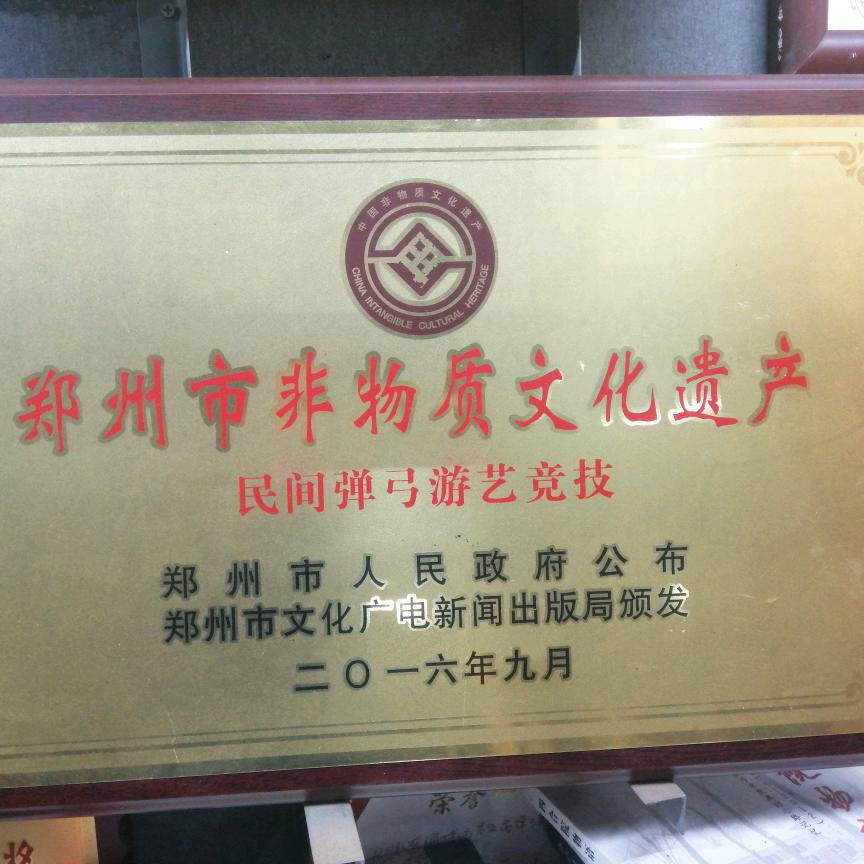 中国非物质文化遗产
CHINA INTANGIBLE CULTURAL HERITAGE
郑州市非物质文化遗产
民间弹弓游艺竞技
郑州市人民政府公布
郑州市文化广电新闻出版局颁发
二〇一六年九月
荣誉
奖